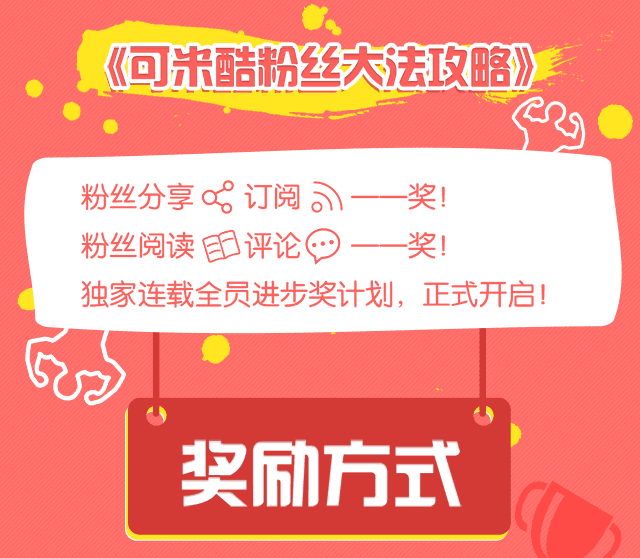 《可米酷粉丝大法攻略》
粉丝分享 订阅 ——奖！
粉丝阅读 评论 ——奖！
独家连载全员进步奖计划，正式开启！
奖励方式